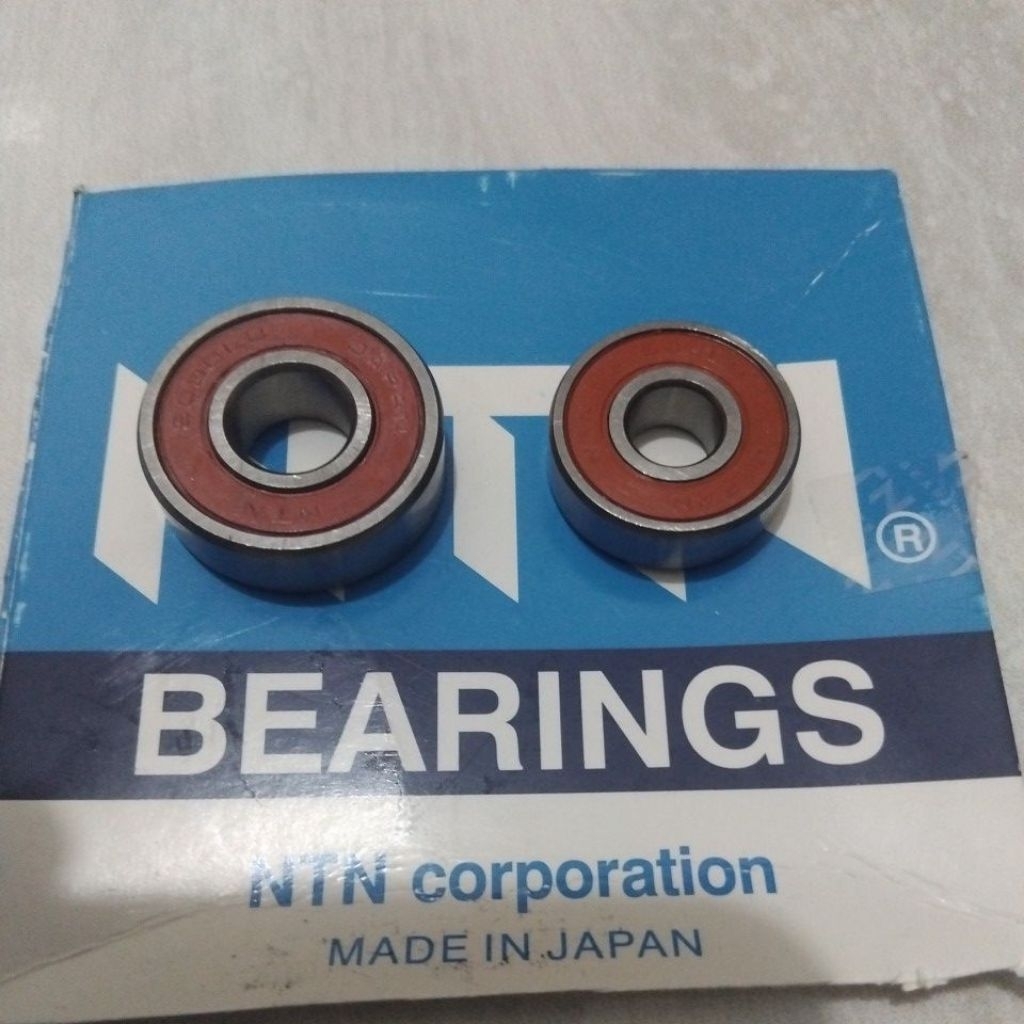 NTN
®
BEARINGS
NTN corporation
MADE IN JAPAN